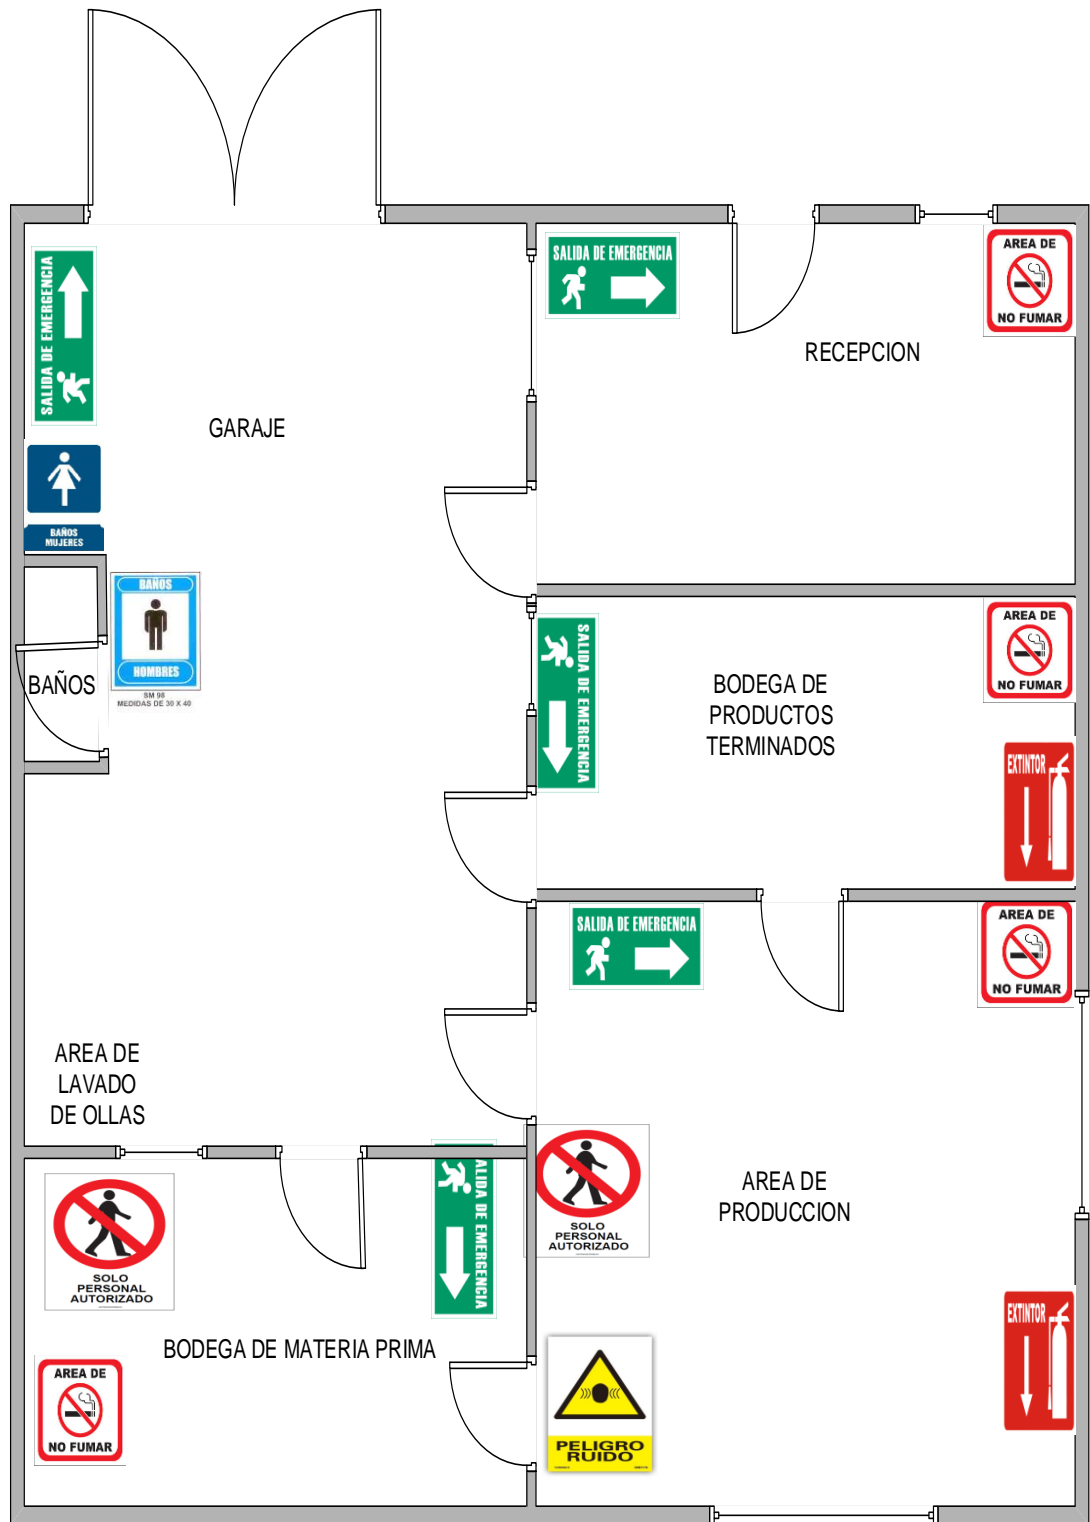 SALIDA DE EMERGENCIA
SALIDA DE EMERGENCIA
AREA DE
NO FUMAR
RECEPCION
GARAJE
BAÑOS
MUJERES
BAÑOS
HOMBRES
SM 98
MEDIDAS DE 30 X 40
BAÑOS
SALIDA DE EMERGENCIA
AREA DE
NO FUMAR
BODEGA DE
PRODUCTOS
TERMINADOS
EXTINTOR
SALIDA DE EMERGENCIA
AREA DE
NO FUMAR
AREA DE
LAVADO
DE OLLAS
SOLO
PERSONAL
AUTORIZADO
AREA DE
PRODUCCION
SOLO
PERSONAL
AUTORIZADO
ALIDA DE EMERGENCIA
EXTINTOR
BODEGA DE MATERIA PRIMA
AREA DE
NO FUMAR
PELIGRO
RUIDO